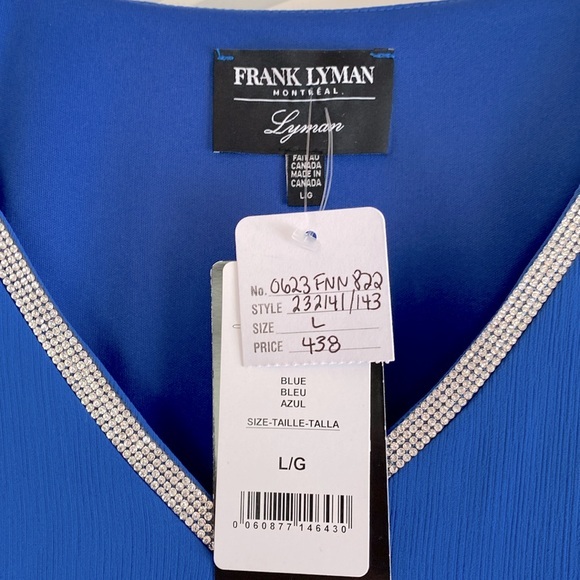 FRANK LYMAN
MONTRÉAL.
Lyman
FAIT AU
CANADA
MADE IN
CANADA
L/G
No. 0623 FNN 822
STYLE 232141/143
SIZE L
PRICE 438
BLUE
BLEU
AZUL
SIZE-TAILLE-TALLA
L/G
0 060877 146430